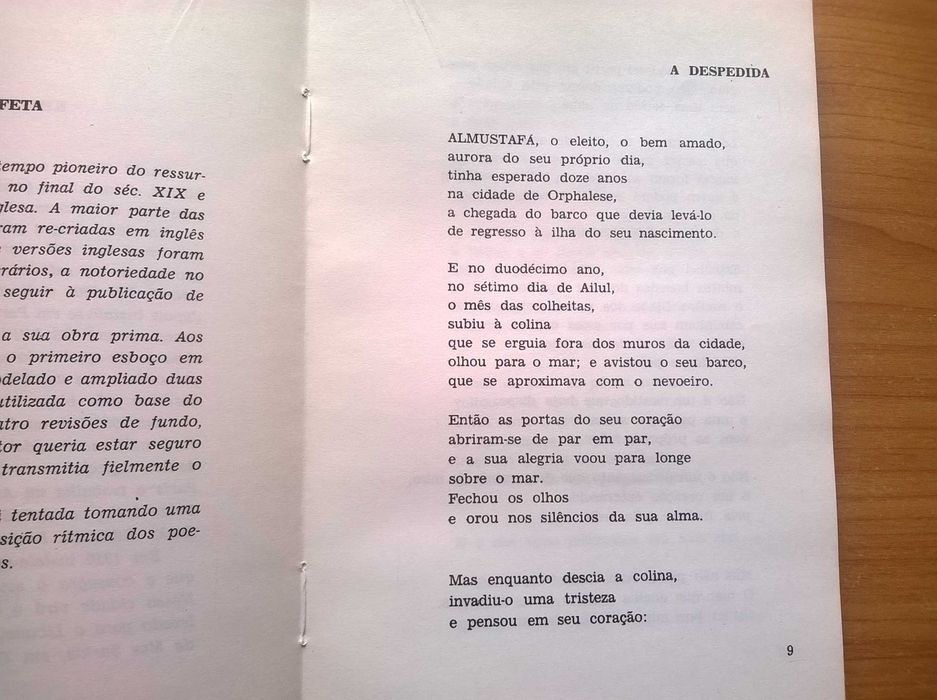 FETA
tempo pioneiro do ressur-
no final do séc. XIX e
glesa. A maior parte das
ram re-criadas em inglês
versões inglesas foram
rários, a notoriedade no
seguir à publicação de
a sua obra prima. Aos
o primeiro esboço em
delado e ampliado duas
utilizada como base do
atro revisões de fundo,
tor queria estar seguro
transmitia fielmente o
tentada tomando uma
sição rítmica dos poe-
s.
A DESPEDIDA
ALMUSTAFÁ, o eleito, o bem amado,
aurora do seu próprio dia,
tinha esperado doze anos
na cidade de Orphalese,
a chegada do barco que devia levá-lo
de regresso à ilha do seu nascimento.
E no duodécimo ano,
no sétimo dia de Ailul,
o mês das colheitas,
subiu à colina
que se erguia fora dos muros da cidade,
olhou para o mar; e avistou o seu barco,
que se aproximava com o nevoeiro.
Então as portas do seu coração
abriram-se de par em par,
e a sua alegria voou para longe
sobre o mar.
Fechou os olhos
e orou nos silêncios da sua alma.
Mas enquanto descia a colina,
invadiu-o uma tristeza
e pensou em seu coração:
9